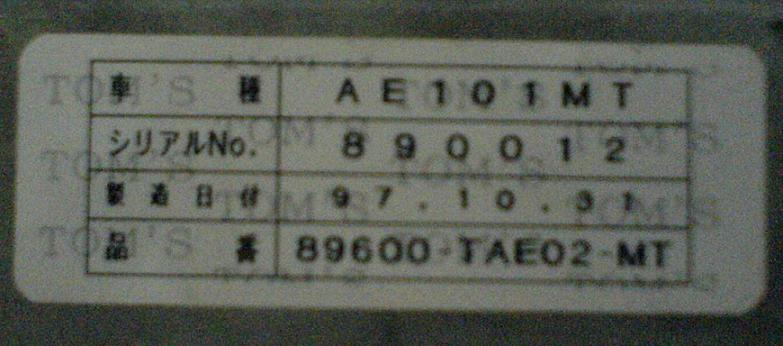 車 種 AE101MT
シリアルNo. 890012
製造日付 97.10.31
品 番 89600-TAE02-MT
TOM'S